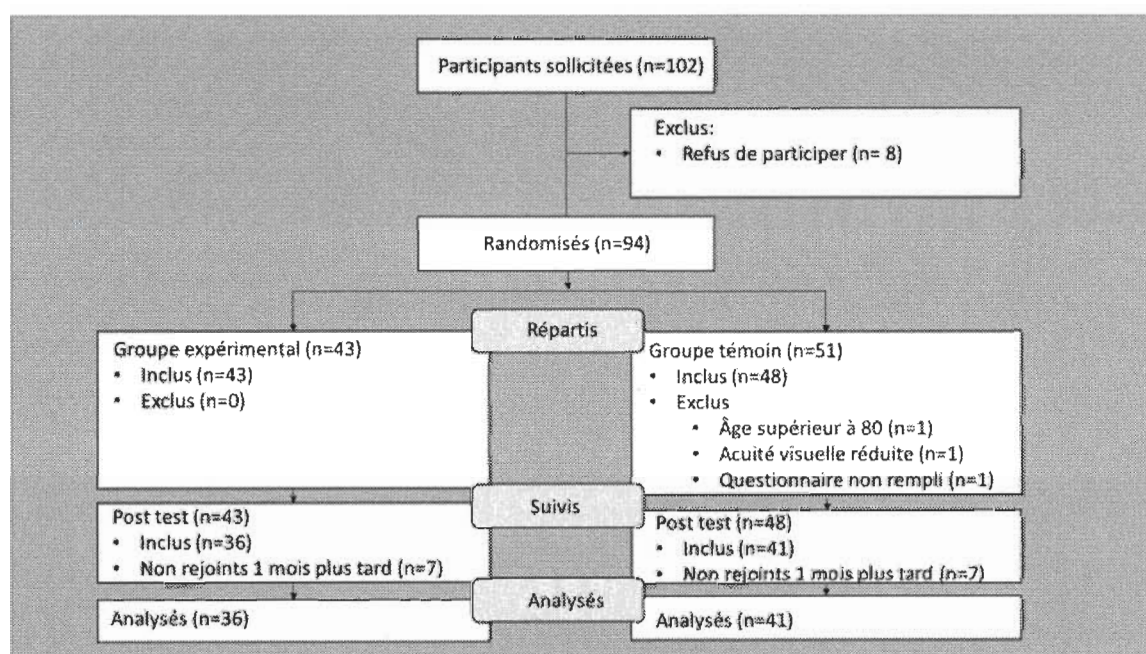 Participants sollicitées (n=102)
Exclus:
• Refus de participer (n= 8)
Randomisés (n=94)
Répartis
Groupe expérimental (n=43)
• Inclus (n=43)
• Exclus (n=0)
Groupe témoin (n=51)
• Inclus (n=48)
• Exclus
• Âge supérieur à 80 (n=1)
• Acuité visuelle réduite (n=1)
• Questionnaire non rempli (n=1)
Suivis
Post test (n=43)
• Inclus (n=36)
• Non rejoints 1 mois plus tard (n=7)
Post test (n=48)
• Inclus (n=41)
• Non rejoints 1 mois plus tard (n=7)
Analysés
Analysés (n=36)
Analysés (n=41)